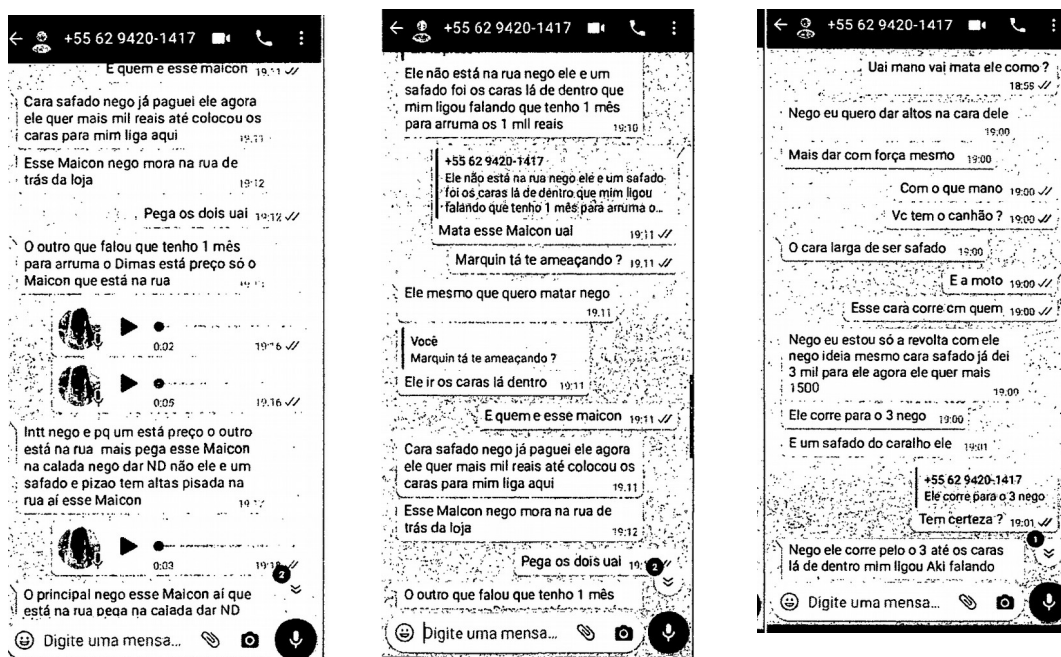 +55 62 9420-1417
E quem e esse maicon 19:11
Cara safado nego já paguei ele agora
ele quer mais mil reais até colocou os
caras para mim liga aqui 19:11
Esse Maicon nego mora na rua de
trás da loja 19:12
Pega os dois uai 19:12
O outro que falou que tenho 1 mês
para arruma o Dimas está preço só o
Maicon que está na rua
0:02 19:16
0:05 19:16
Intt nego e pq um está preço o outro
está na rua mais pega esse Maicon
na calada nego dar ND não ele e um
safado e pizao tem altas pisada na
rua aí esse Maicon
0:03 19:18
2
O principal nego esse Maicon aí que
está na rua pega na calada dar ND
Digite uma mensa...
+55 62 9420-1417
Ele não está na rua nego ele e um
safado foi os caras lá de dentro que
mim ligou falando que tenho 1 mês
para arruma os 1 mil reais 19:10
+55 62 9420-1417
Ele não está na rua nego ele e um safado
foi os caras lá de dentro que mim ligou
falando que tenho 1 mês para arruma o...
Mata esse Maicon uai 19:11
Marquin tá te ameaçando ? 19:11
Ele mesmo que quero matar nego
19:11
Você
Marquin tá te ameaçando ?
Ele ir os caras lá dentro 19:11
E quem e esse maicon 19:11
Cara safado nego já paguei ele agora
ele quer mais mil reais até colocou os
caras para mim liga aqui 19:11
Esse Maicon nego mora na rua de
trás da loja 19:12
Pega os dois uai
2
O outro que falou que tenho 1 mês
Digite uma mensa...
+55 62 9420-1417
Uai mano vai mata ele como ?
18:59
Nego eu quero dar altos na cara dele
19:00
Mais dar com força mesmo 19:00
Com o que mano 19:00
Vc tem o canhão ? 19:00
O cara larga de ser safado 19:00
E a moto 19:00
Esse cara corre cm quem 19:00
Nego eu estou só a revolta com ele
nego ideia mesmo cara safado já dei
3 mil para ele agora ele quer mais
1500 19:00
Ele corre para o 3 nego 19:00
E um safado do caralho ele 19:01
+55 62 9420-1417
Ele corre para o 3 nego
Tem certeza ? 19:01
1
Nego ele corre pelo o 3 até os caras
lá de dentro mim ligou Aki falando
Digite uma mensa...